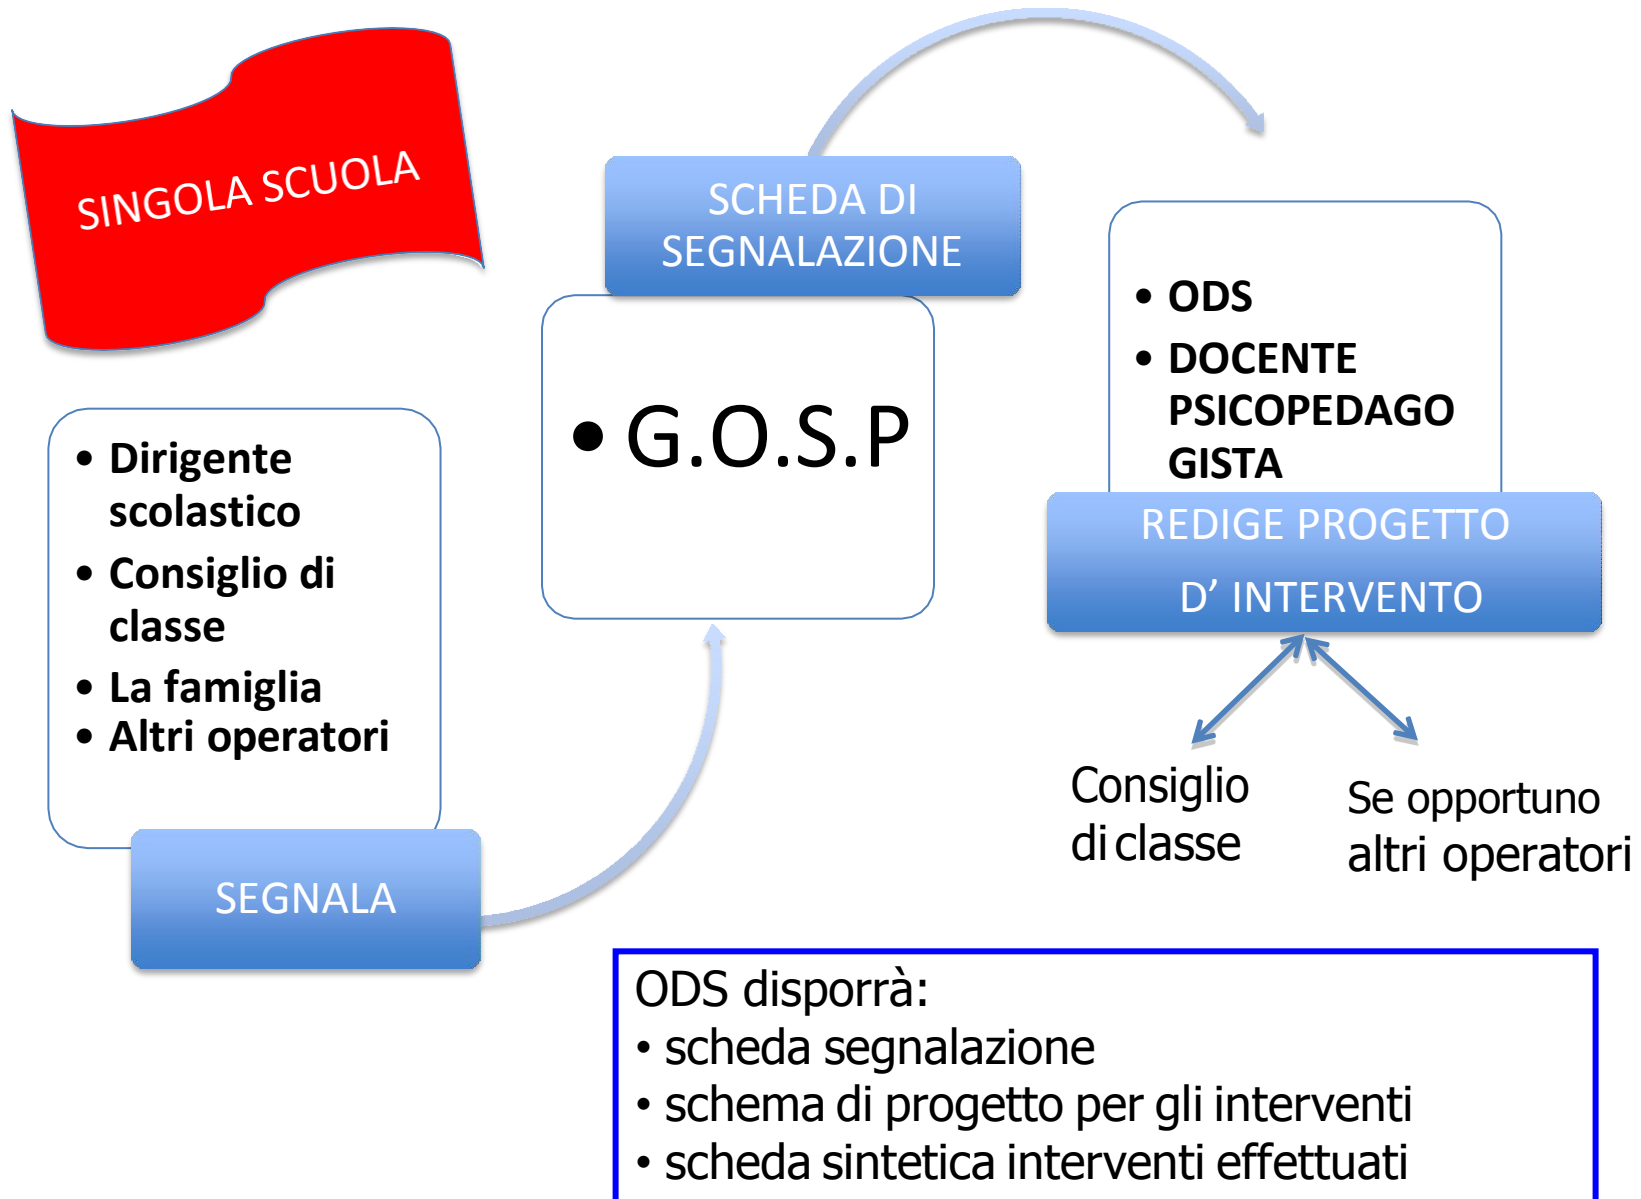 SINGOLA SCUOLA
• Dirigente
scolastico
• Consiglio di
classe
• La famiglia
• Altri operatori
SEGNALA
SCHEDA DI
SEGNALAZIONE
• G.O.S.P
• ODS
• DOCENTE
PSICOPEDAGO
GISTA
REDIGE PROGETTO
D’ INTERVENTO
Consiglio
di classe
Se opportuno
altri operatori
ODS disporrà:
• scheda segnalazione
• schema di progetto per gli interventi
• scheda sintetica interventi effettuati